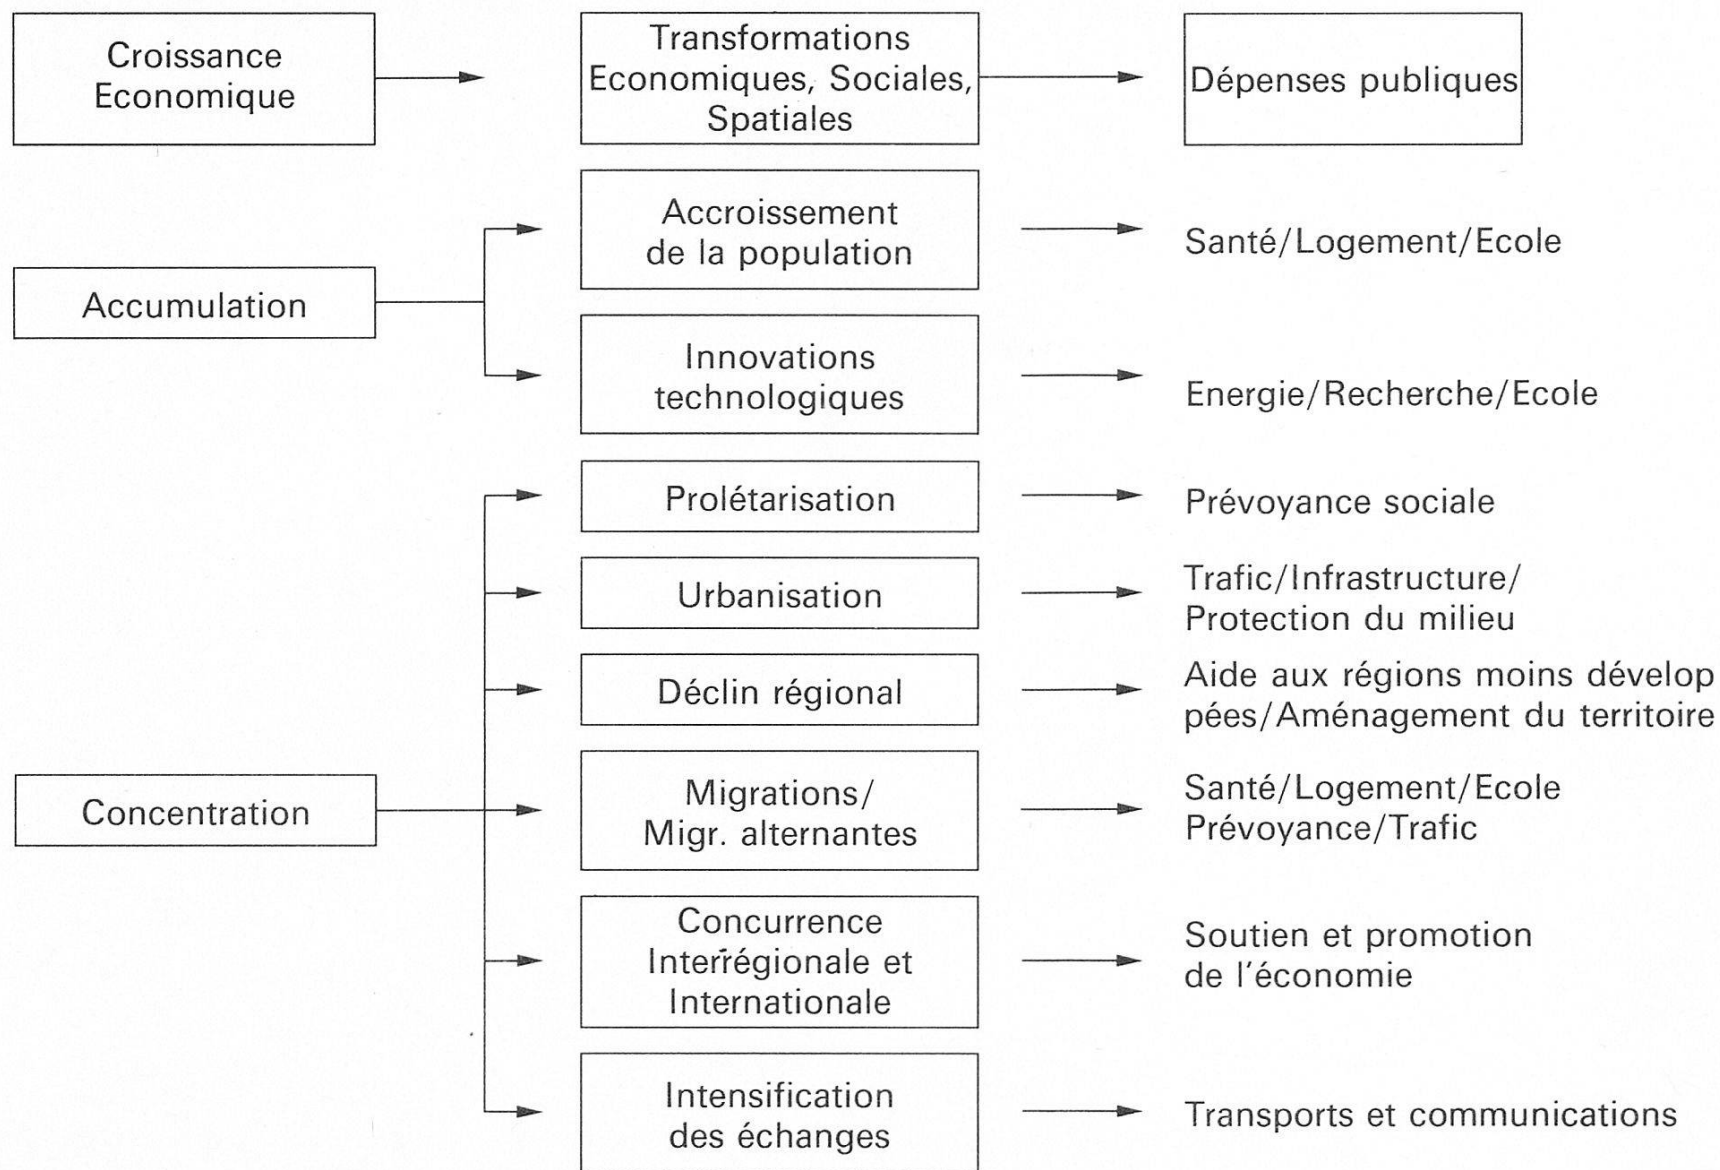 Croissance
Economique
Transformations
Economiques, Sociales,
Spatiales
Dépenses publiques
Accumulation
Accroissement
de la population
Santé/Logement/Ecole
Innovations
technologiques
Energie/Recherche/Ecole
Concentration
Prolétarisation
Prévoyance sociale
Urbanisation
Trafic/Infrastructure/
Protection du milieu
Déclin régional
Aide aux régions moins dévelop
pées/Aménagement du territoire
Migrations/
Migr. alternantes
Santé/Logement/Ecole
Prévoyance/Trafic
Concurrence
Interrégionale et
Internationale
Soutien et promotion
de l'économie
Intensification
des échanges
Transports et communications